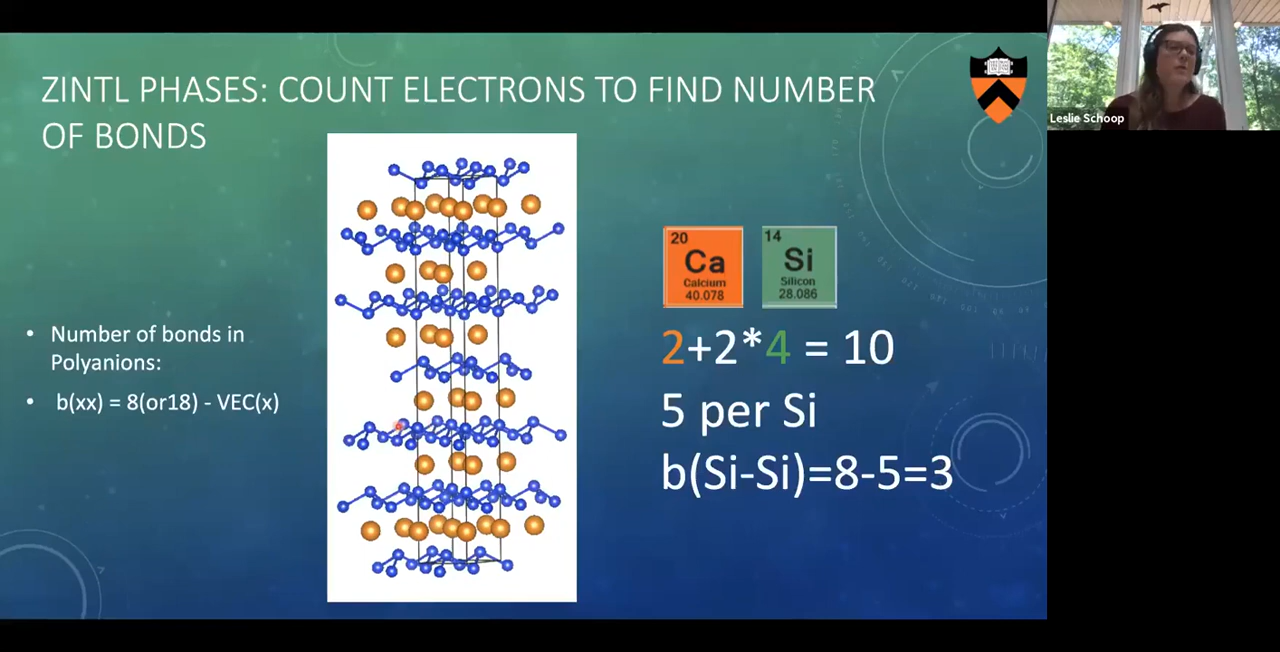 ZINTL PHASES: COUNT ELECTRONS TO FIND NUMBER
OF BONDS
Leslie Schoop
20
Ca
Calcium
40.078
14
Si
Silicon
28.086
• Number of bonds in
Polyanions:
• b(xx) = 8(or18) - VEC(x)
2+2*4 = 10
5 per Si
b(Si-Si)=8-5=3